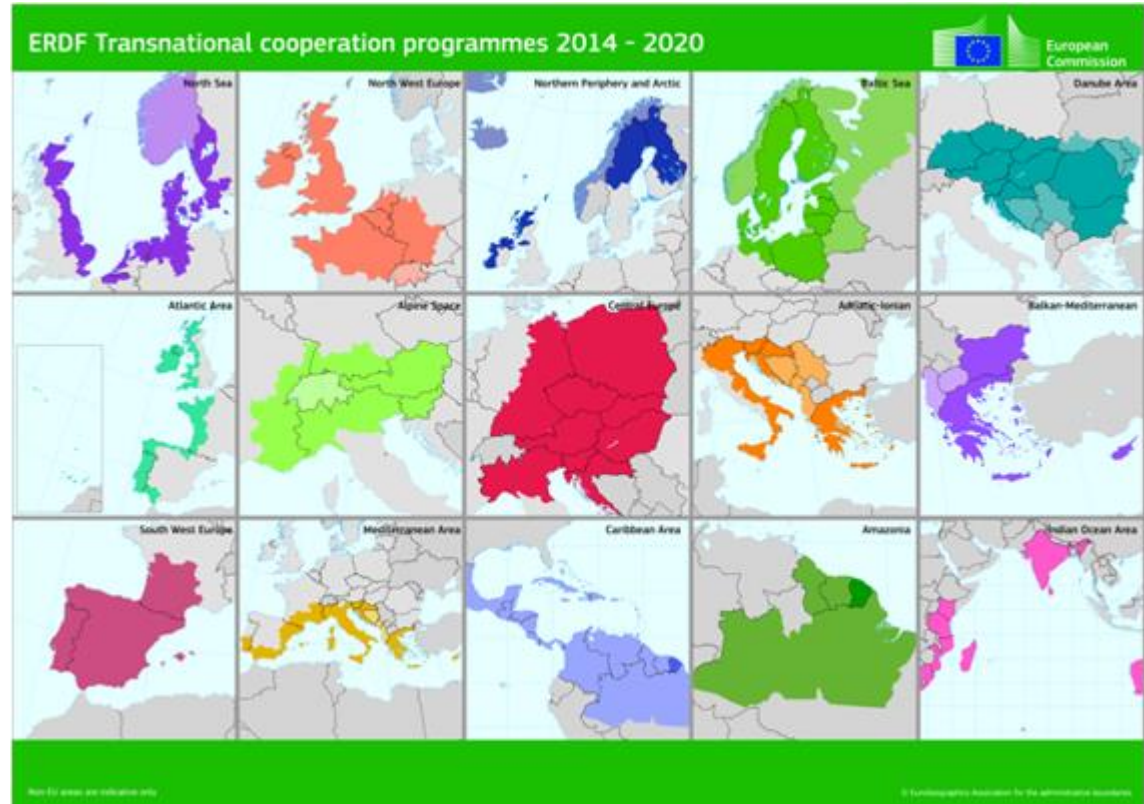 ERDF Transnational cooperation programmes 2014 - 2020
European
Commission
North Sea
North West Europe
Northern Periphery and Arctic
Baltic Sea
Danube Area
Atlantic Area
Alpine Space
Central Europe
Adriatic-Ionian
Balkan-Mediterranean
South West Europe
Mediterranean Area
Caribbean Area
Amazonia
Indian Ocean Area
Non EU areas are indicative only
© EuroGeographics Association for the administrative boundaries